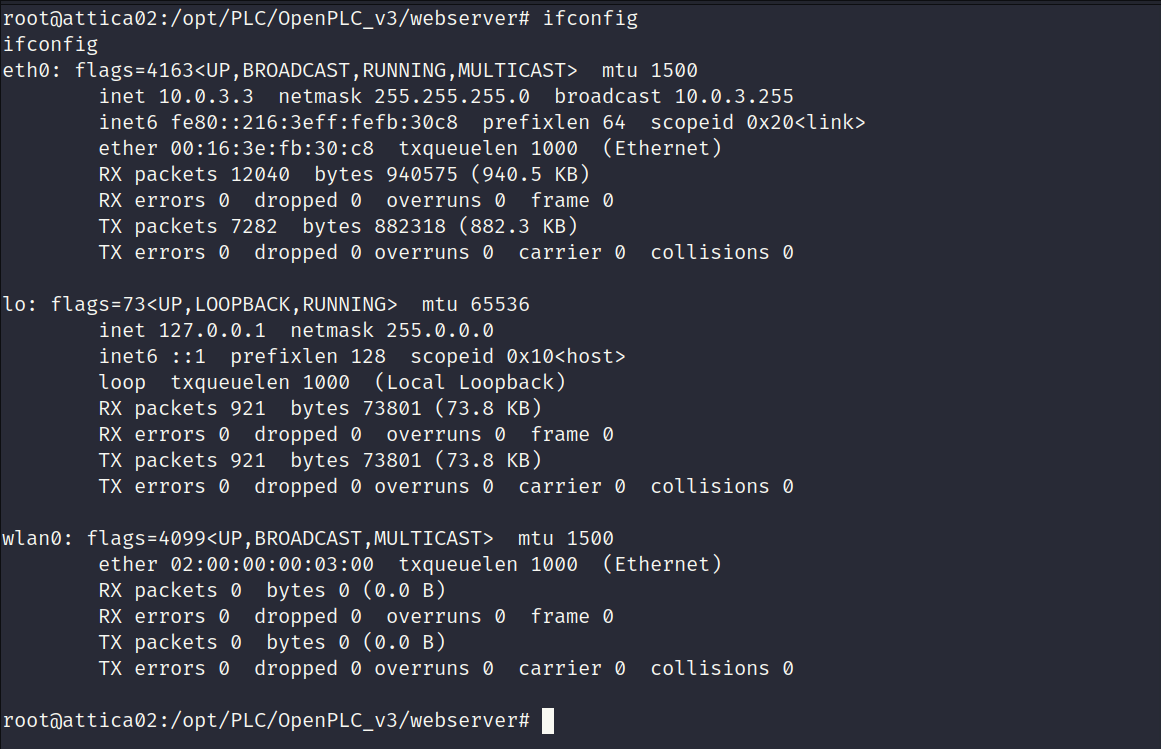 root@attica02:/opt/PLC/OpenPLC_v3/webserver# ifconfig
ifconfig
eth0: flags=4163<UP,BROADCAST,RUNNING,MULTICAST>  mtu 1500
        inet 10.0.3.3  netmask 255.255.255.0  broadcast 10.0.3.255
        inet6 fe80::216:3eff:fefb:30c8  prefixlen 64  scopeid 0x20<link>
        ether 00:16:3e:fb:30:c8  txqueuelen 1000  (Ethernet)
        RX packets 12040  bytes 940575 (940.5 KB)
        RX errors 0  dropped 0  overruns 0  frame 0
        TX packets 7282  bytes 882318 (882.3 KB)
        TX errors 0  dropped 0 overruns 0  carrier 0  collisions 0

lo: flags=73<UP,LOOPBACK,RUNNING>  mtu 65536
        inet 127.0.0.1  netmask 255.0.0.0
        inet6 ::1  prefixlen 128  scopeid 0x10<host>
        loop  txqueuelen 1000  (Local Loopback)
        RX packets 921  bytes 73801 (73.8 KB)
        RX errors 0  dropped 0  overruns 0  frame 0
        TX packets 921  bytes 73801 (73.8 KB)
        TX errors 0  dropped 0 overruns 0  carrier 0  collisions 0

wlan0: flags=4099<UP,BROADCAST,MULTICAST>  mtu 1500
        ether 02:00:00:00:03:00  txqueuelen 1000  (Ethernet)
        RX packets 0  bytes 0 (0.0 B)
        RX errors 0  dropped 0  overruns 0  frame 0
        TX packets 0  bytes 0 (0.0 B)
        TX errors 0  dropped 0 overruns 0  carrier 0  collisions 0

root@attica02:/opt/PLC/OpenPLC_v3/webserver#